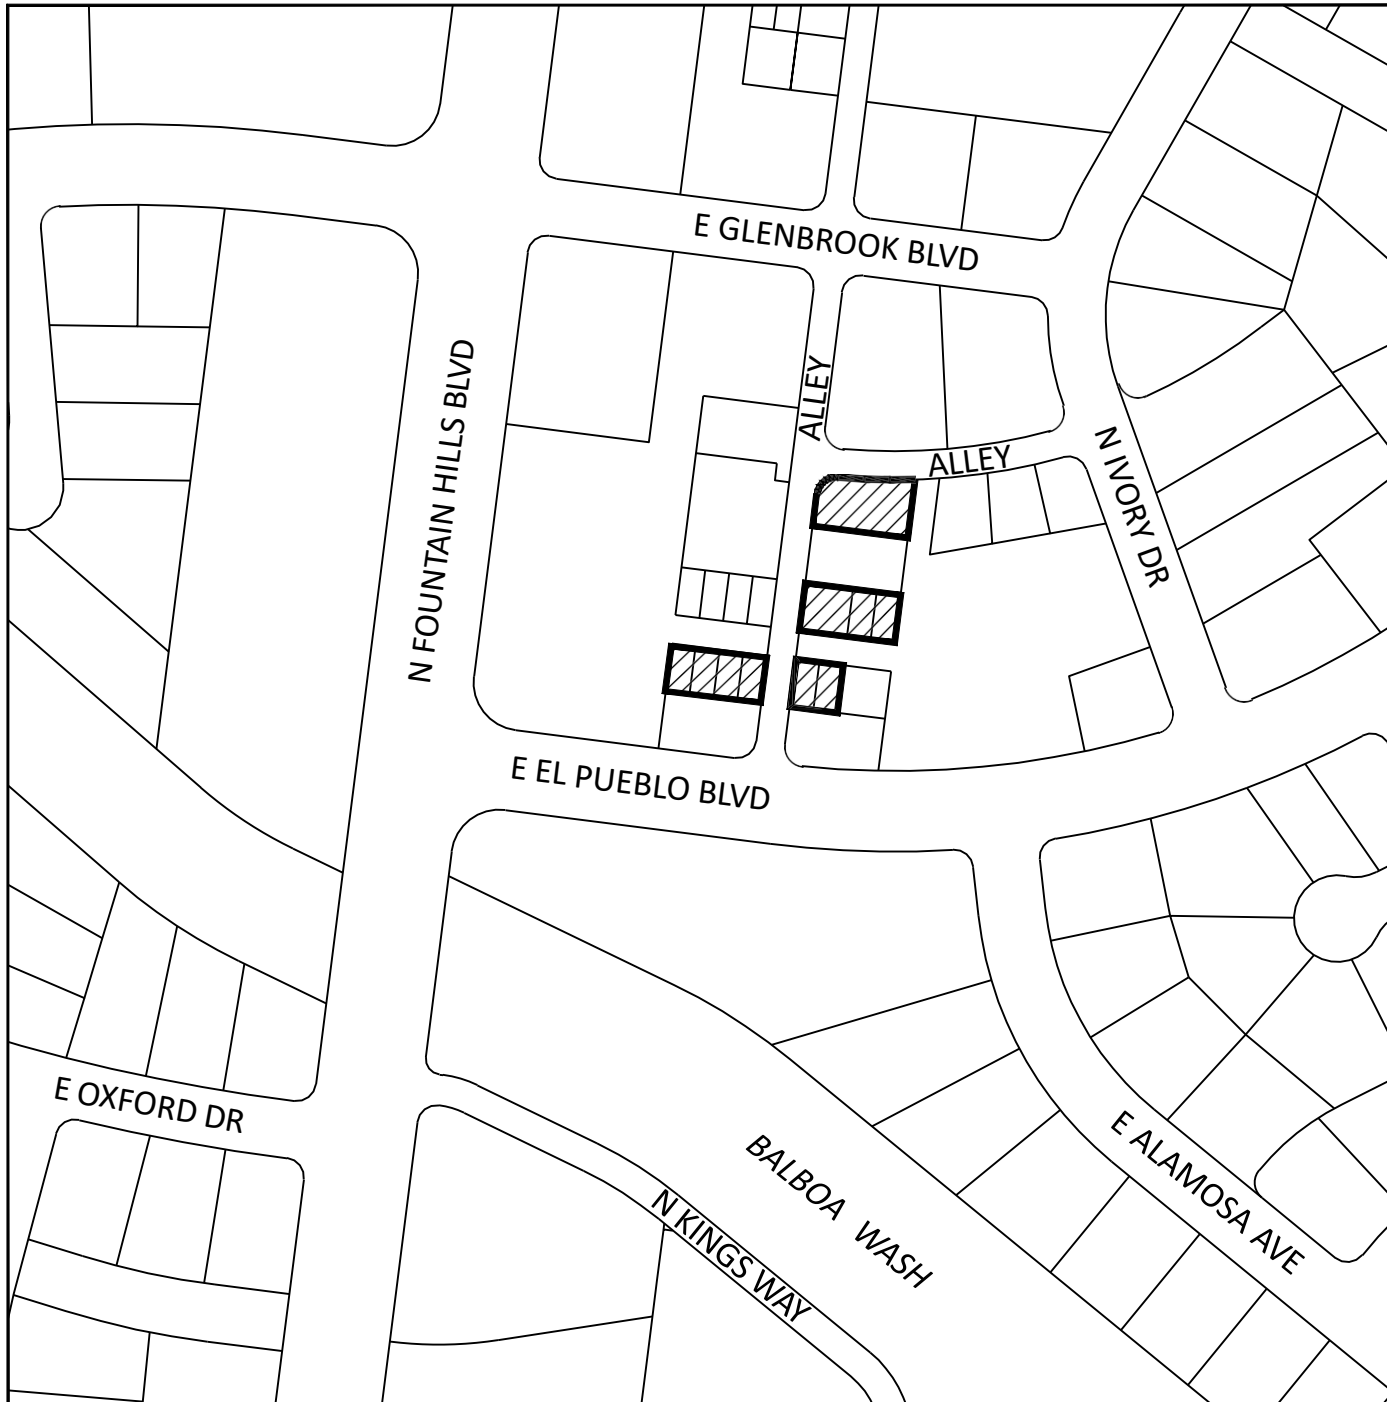 E GLENBROOK BLVD
N FOUNTAIN HILLS BLVD
ALLEY
ALLEY
N IVORY DR
E EL PUEBLO BLVD
E OXFORD DR
BALBOA WASH
N KINGS WAY
E ALAMOSA AVE